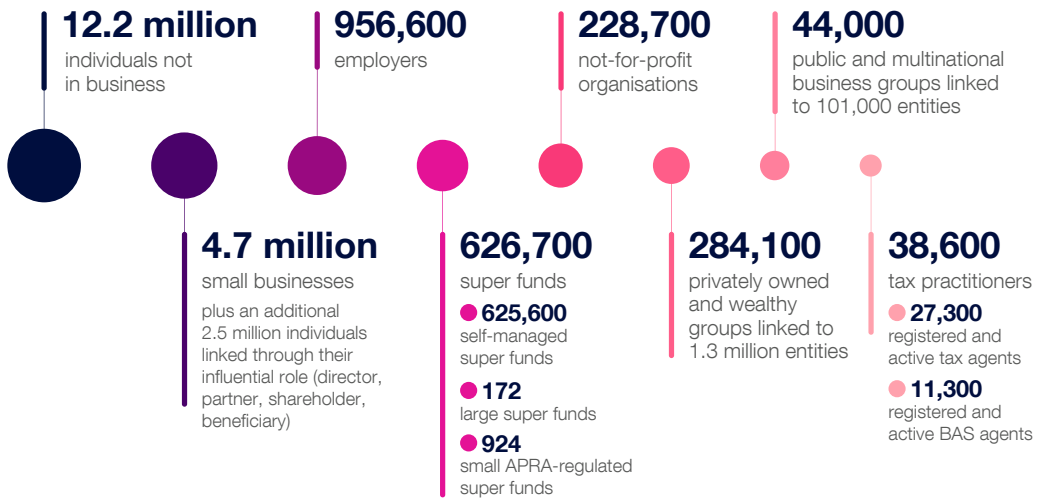 12.2 million
individuals not
in business
956,600
employers
228,700
not-for-profit
organisations
44,000
public and multinational
business groups linked
to 101,000 entities
4.7 million
small businesses
plus an additional
2.5 million individuals
linked through their
influential role (director,
partner, shareholder,
beneficiary)
626,700
super funds
625,600
self-managed
super funds
172
large super funds
924
small APRA-regulated
super funds
284,100
privately owned
and wealthy
groups linked to
1.3 million entities
38,600
tax practitioners
27,300
registered and
active tax agents
11,300
registered and
active BAS agents